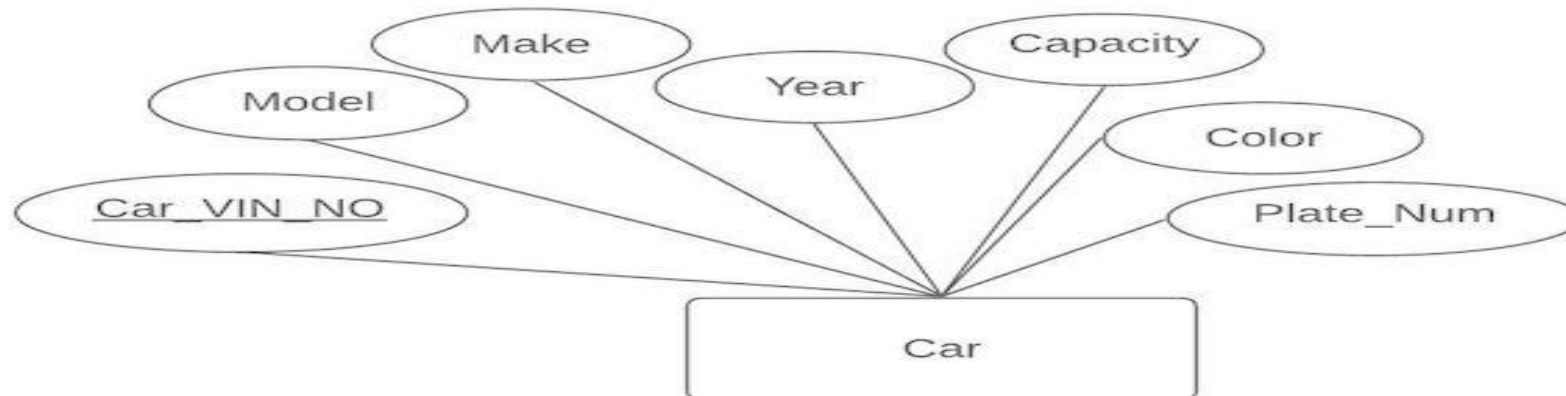 Make
Capacity
Model
Year
Color
Car_VIN_NO
Plate_Num
Car